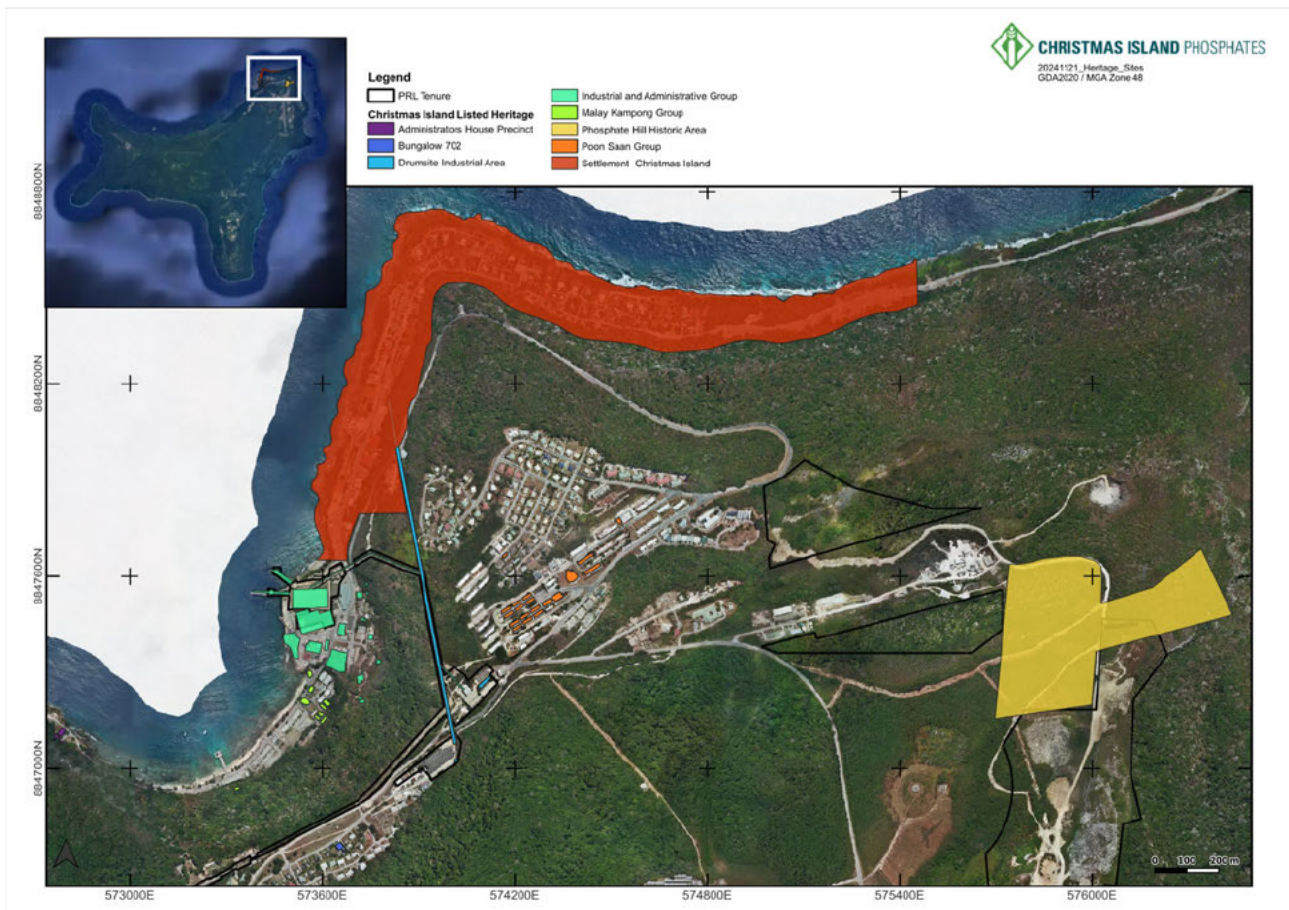 CHRISTMAS ISLAND PHOSPHATES
20241121_Heritage_Sites
GDA2020 / MGA Zone 48
Legend
PRL Tenure
Christmas Island Listed Heritage
Administrators House Precinct
Bungalow 702
Drumsite Industrial Area
Industrial and Administrative Group
Malay Kampong Group
Phosphate Hill Historic Area
Poon Saan Group
Settlement Christmas Island
8848800N
8848200N
8847600N
8847000N
0 100 200 m
573000E 573600E 574200E 574800E 575400E 576000E